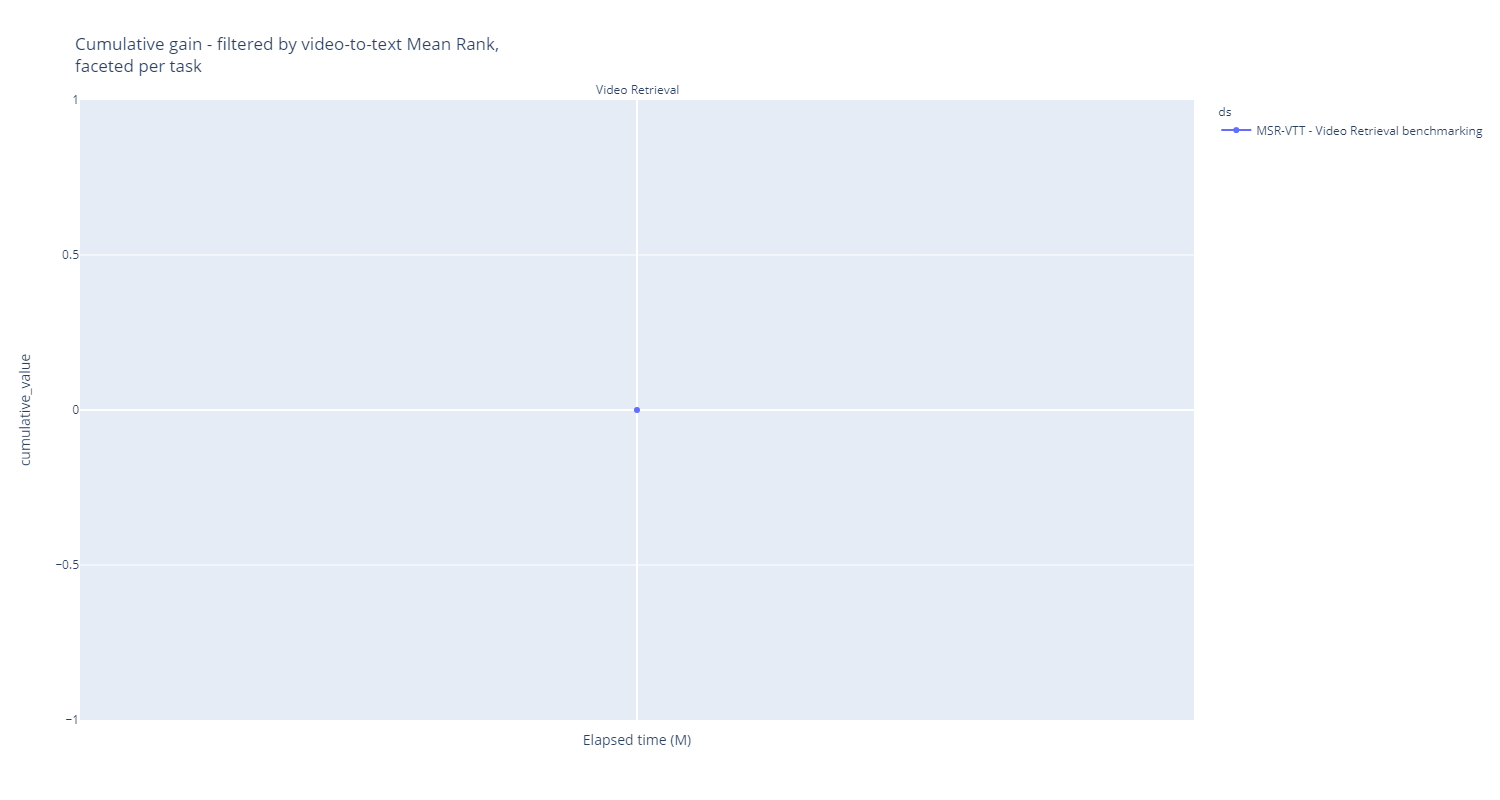 Cumulative gain - filtered by video-to-text Mean Rank,
faceted per task
Video Retrieval
1
0.5
0
−0.5
−1
cumulative_value
Elapsed time (M)
ds
MSR-VTT - Video Retrieval benchmarking